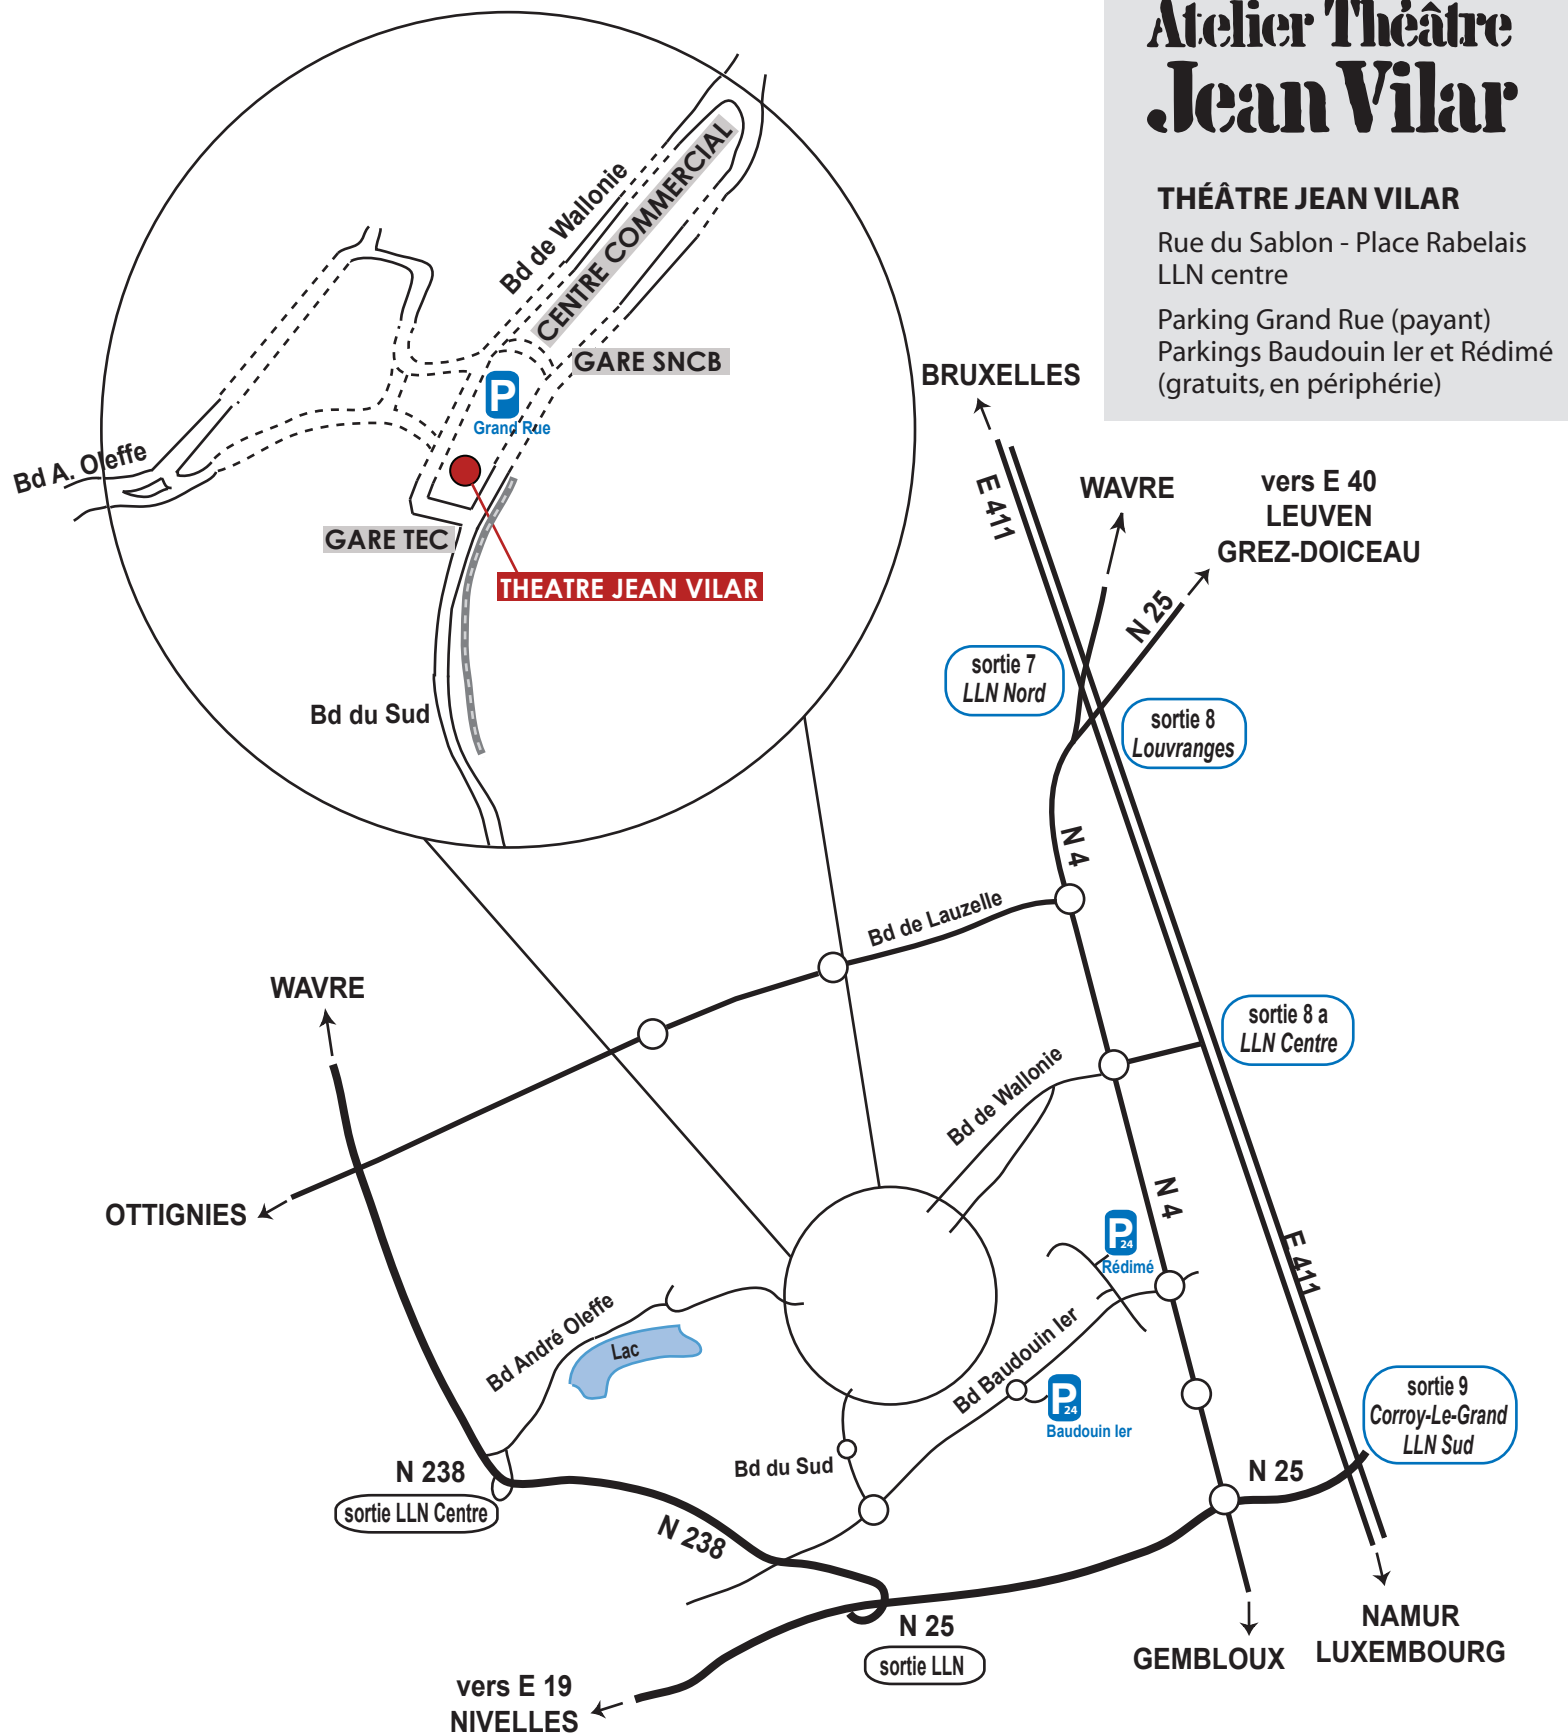 Atelier Théâtre
Jean Vilar
THÉÂTRE JEAN VILAR
Rue du Sablon - Place Rabelais
LLN centre
Parking Grand Rue (payant)
Parkings Baudouin Ier et Rédimé
(gratuits, en périphérie)
Bd de Wallonie
CENTRE COMMERCIAL
GARE SNCB
P
Grand Rue
Bd A. Oleffe
GARE TEC
THEATRE JEAN VILAR
Bd du Sud
BRUXELLES
E 411
WAVRE
vers E 40
LEUVEN
GREZ-DOICEAU
N 25
sortie 7
LLN Nord
sortie 8
Louvranges
N 4
Bd de Lauzelle
WAVRE
sortie 8 a
LLN Centre
Bd de Wallonie
OTTIGNIES
N 4
P
24
Rédimé
E 411
Bd André Oleffe
Lac
Bd Baudouin Ier
P
24
Baudouin Ier
sortie 9
Corroy-Le-Grand
LLN Sud
N 238
sortie LLN Centre
Bd du Sud
N 25
N 238
N 25
sortie LLN
GEMBLOUX
NAMUR
LUXEMBOURG
vers E 19
NIVELLES